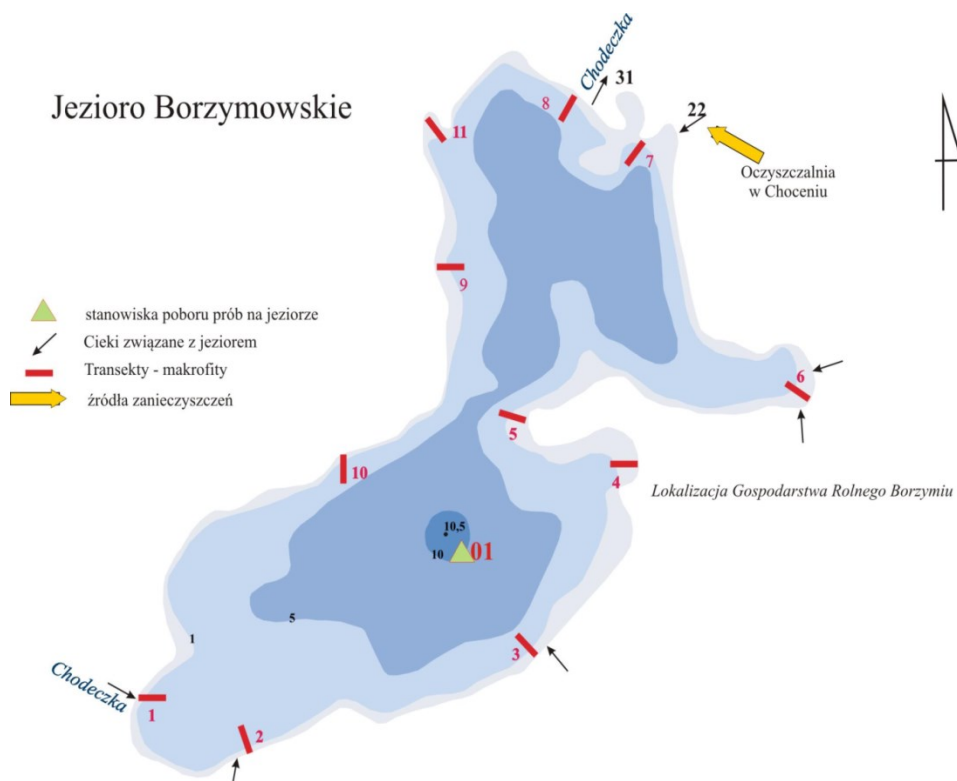 Jezioro Borzymowskie
Chodeczka
31
22
8
11
7
Oczyszczalnia
w Choceniu
9
stanowiska poboru prób na jeziorze
Cieki związane z jeziorem
Transekty - makrofity
źródła zanieczyszczeń
6
5
10
4
Lokalizacja Gospodarstwa Rolnego Borzymiu
10,5
10
01
5
1
3
Chodeczka
1
2